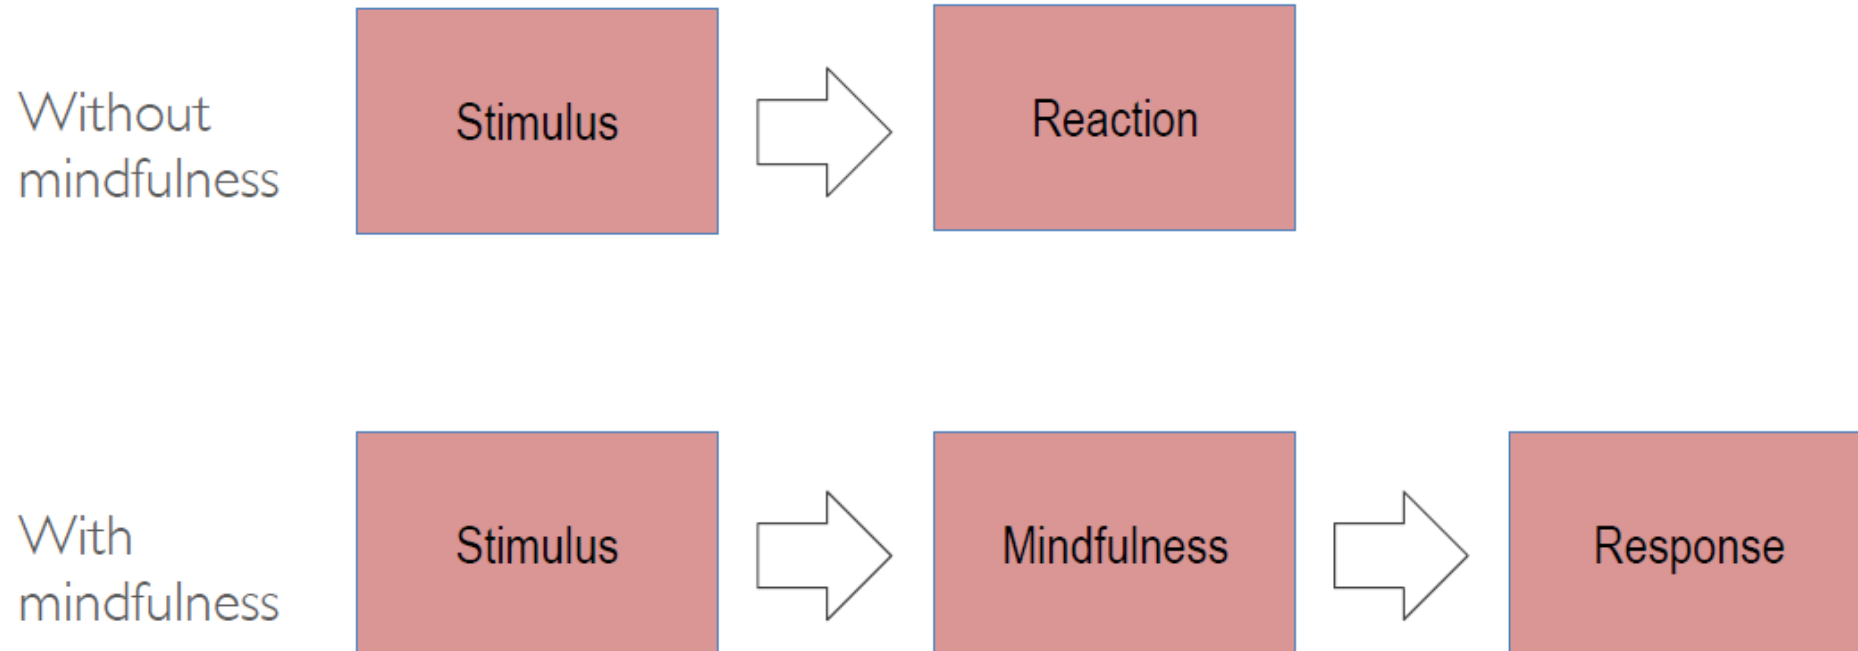 Without
mindfulness
Stimulus
Reaction
With
mindfulness
Stimulus
Mindfulness
Response